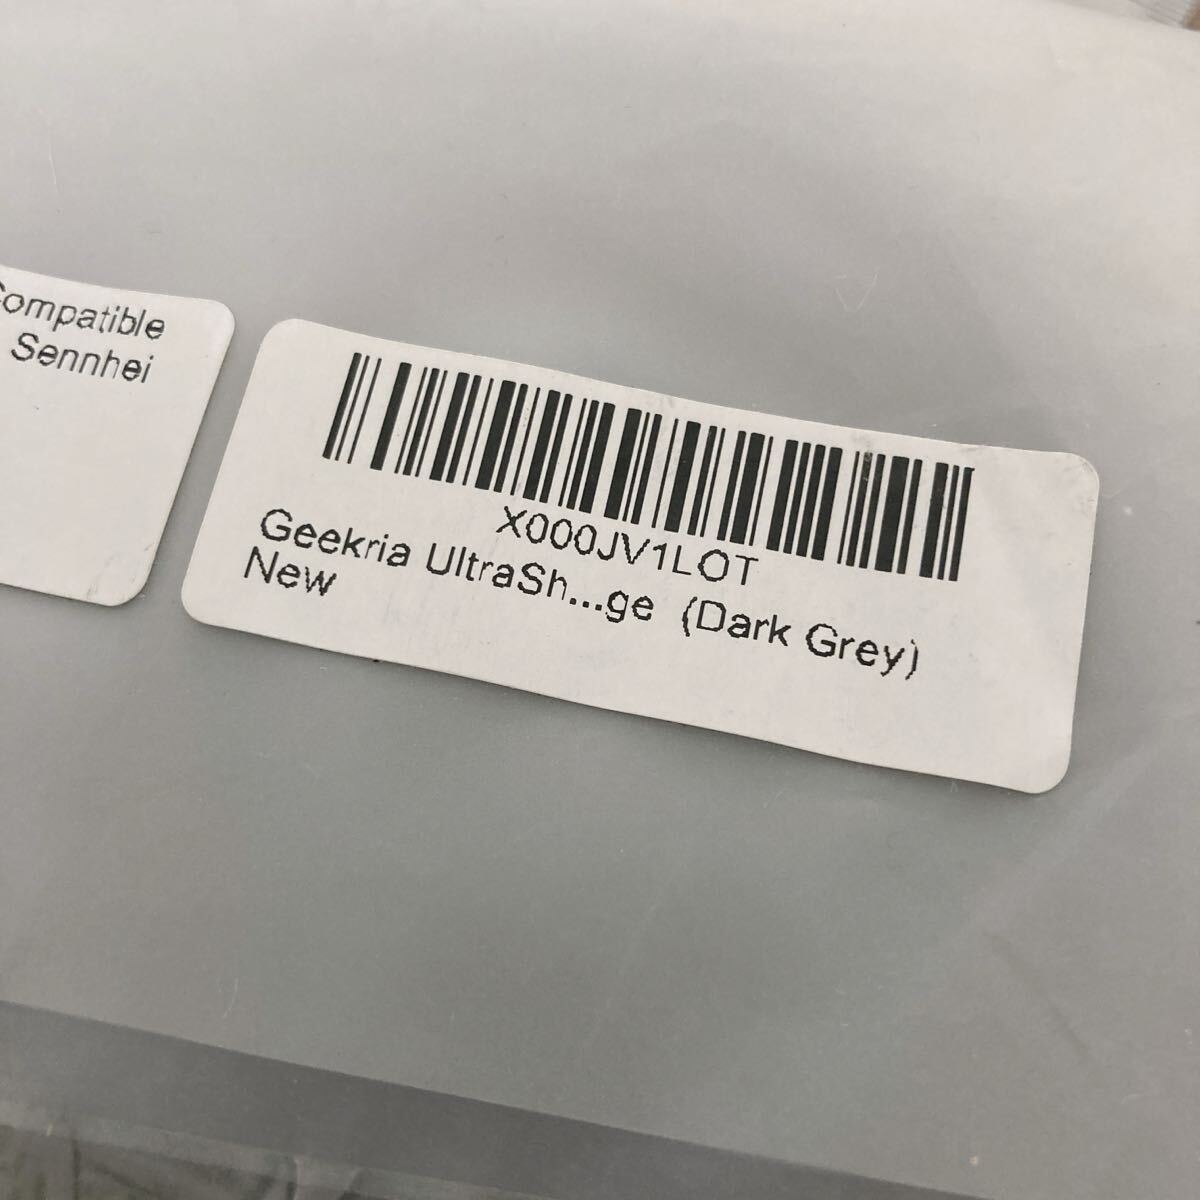 Compatible
Sennhei
X000JV1LOT
Geekria UltraSh...ge (Dark Grey)
New